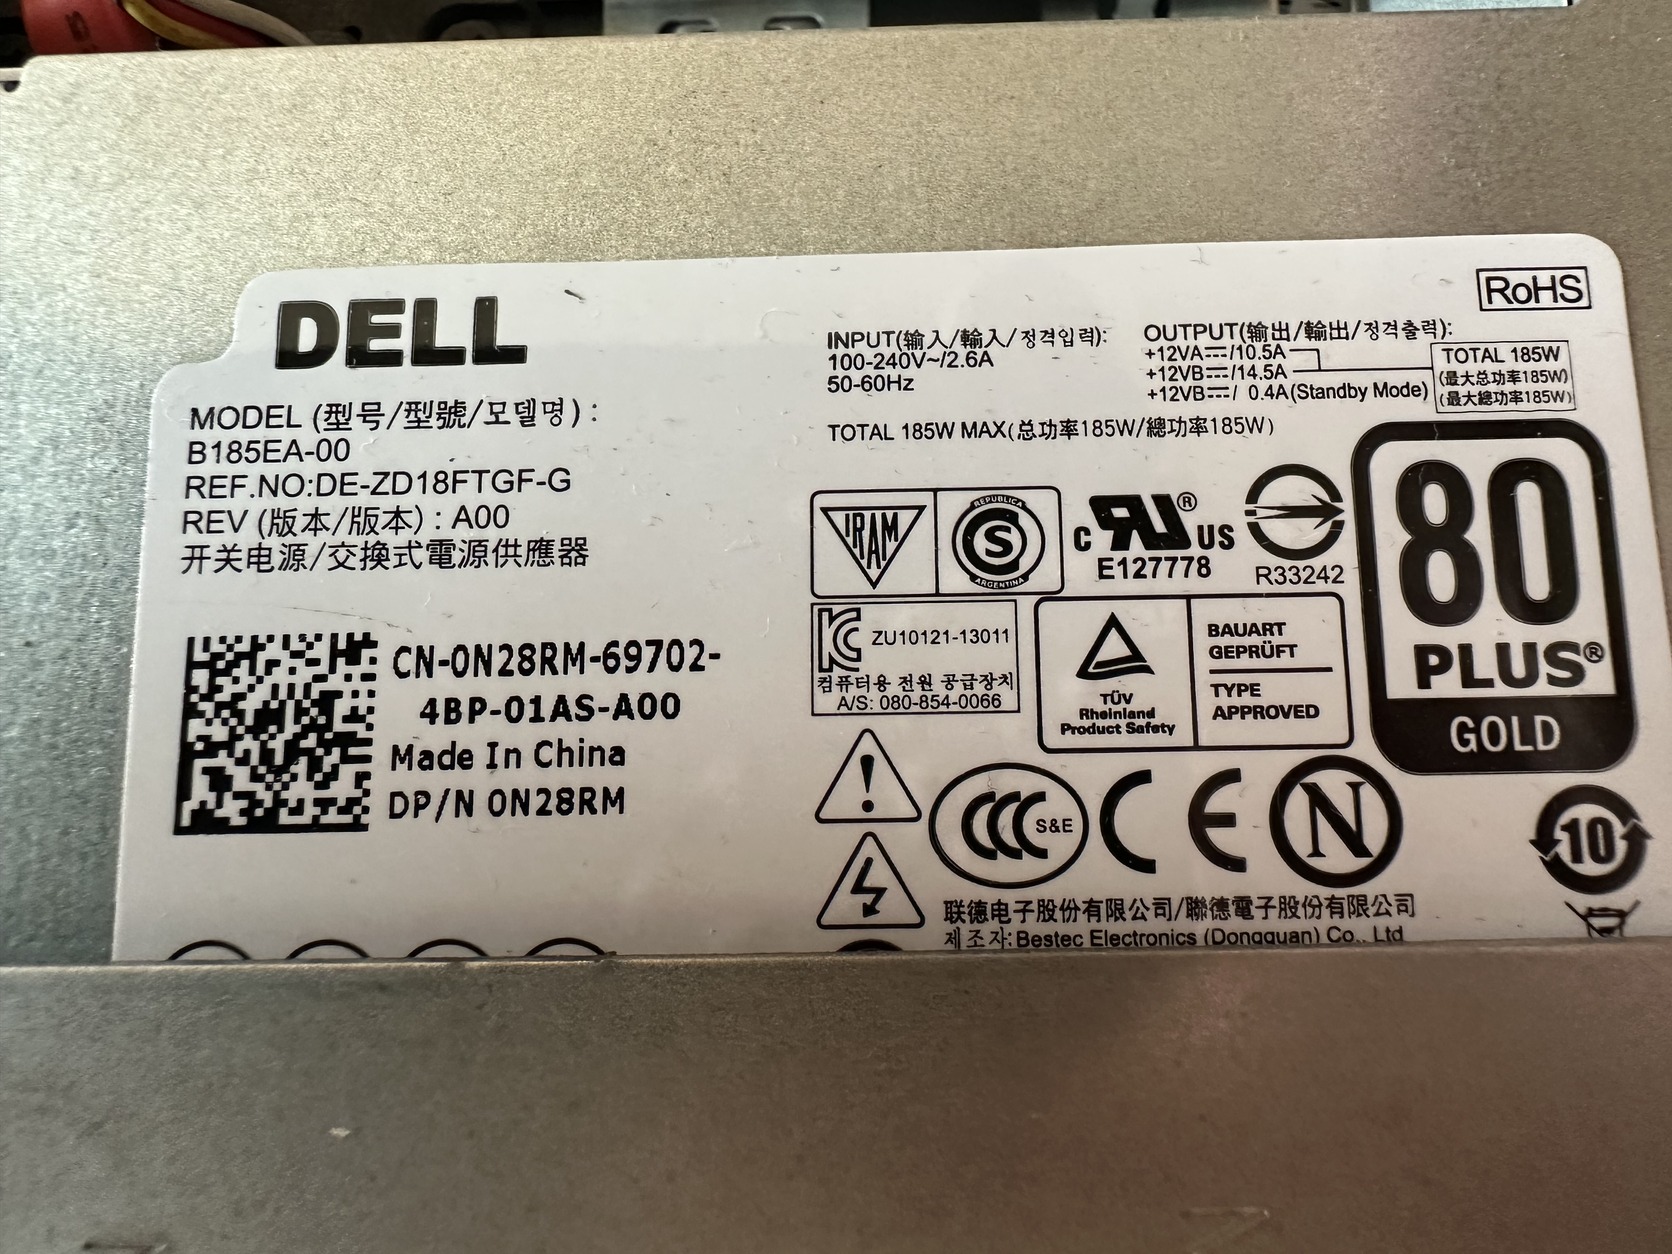 DELL
MODEL (型号/型號/모델명) :
B185EA-00
REF.NO:DE-ZD18FTGF-G
REV (版本/版本) : A00
开关电源/交換式電源供應器
CN-0N28RM-69702-
4BP-01AS-A00
Made In China
DP/N 0N28RM
RoHS
INPUT(输入/輸入/정격입력):
100-240V~/2.6A
50-60Hz
OUTPUT(输出/輸出/정격출력):
+12VA⎓/10.5A
+12VB⎓/14.5A
+12VB⎓/ 0.4A(Standby Mode)
TOTAL 185W
(最大总功率185W)
(最大總功率185W)
TOTAL 185W MAX(总功率185W/總功率185W)
IRAM
REPUBLICA
S
ARGENTINA
c RU® US
E127778
R33242
80
PLUS®
GOLD
KC
ZU10121-13011
컴퓨터용 전원 공급장치
A/S: 080-854-0066
TÜV
Rheinland
Product Safety
BAUART
GEPRÜFT
TYPE
APPROVED
CCC S&E
CE
N
10
联德电子股份有限公司/聯德電子股份有限公司
제조자: Bestec Electronics (Dongguan) Co., Ltd